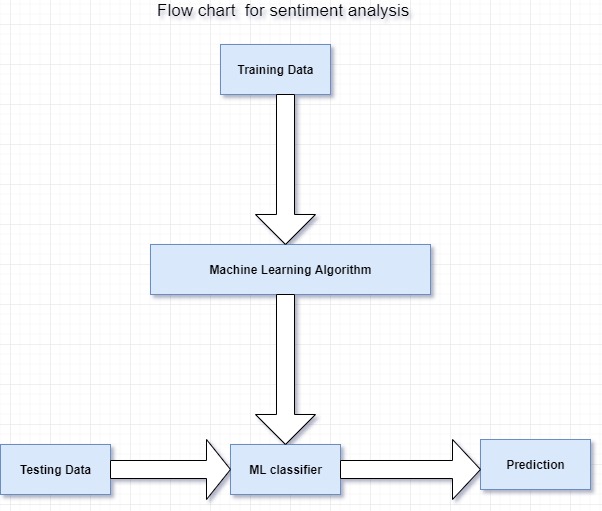 Flow chart  for sentiment analysis
Training Data
Machine Learning Algorithm
Testing Data
ML classifier
Prediction